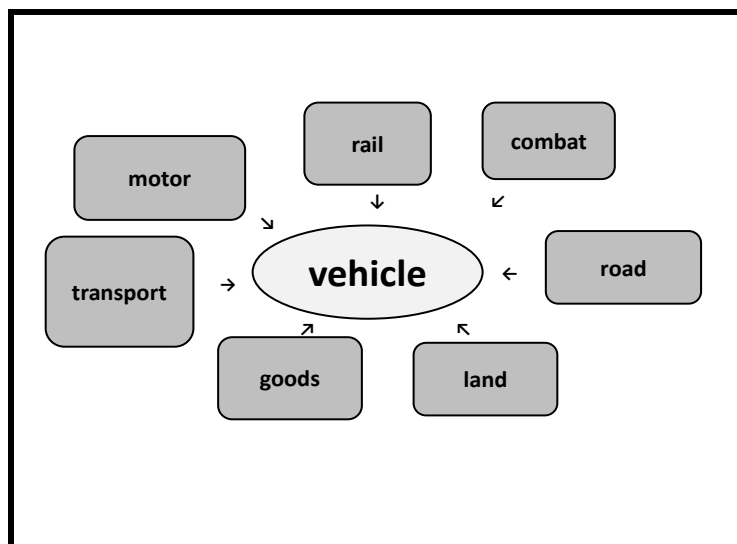 rail
combat
motor
vehicle
road
transport
goods
land